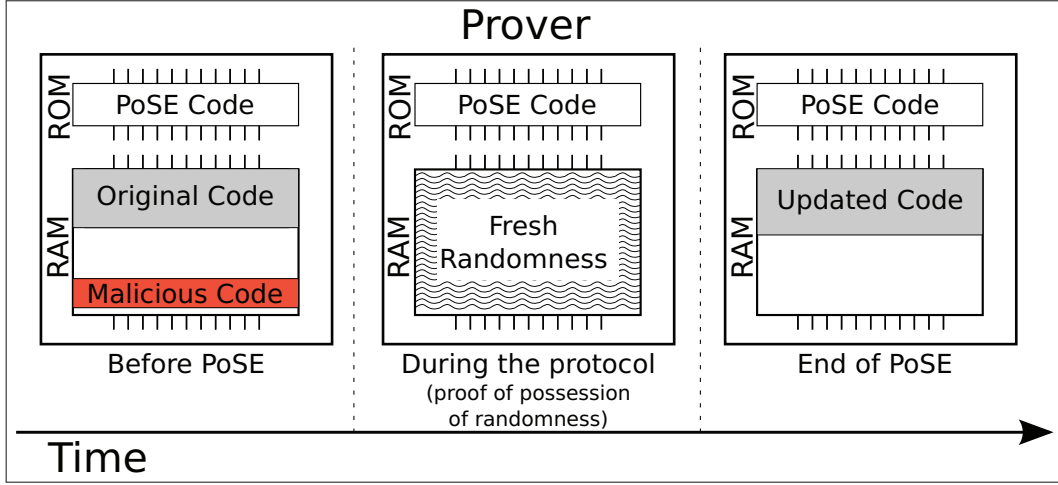 Prover
ROM
PoSE Code
RAM
Original Code
Malicious Code
Before PoSE
ROM
PoSE Code
RAM
Fresh
Randomness
During the protocol
(proof of possession
of randomness)
ROM
PoSE Code
RAM
Updated Code
End of PoSE
Time